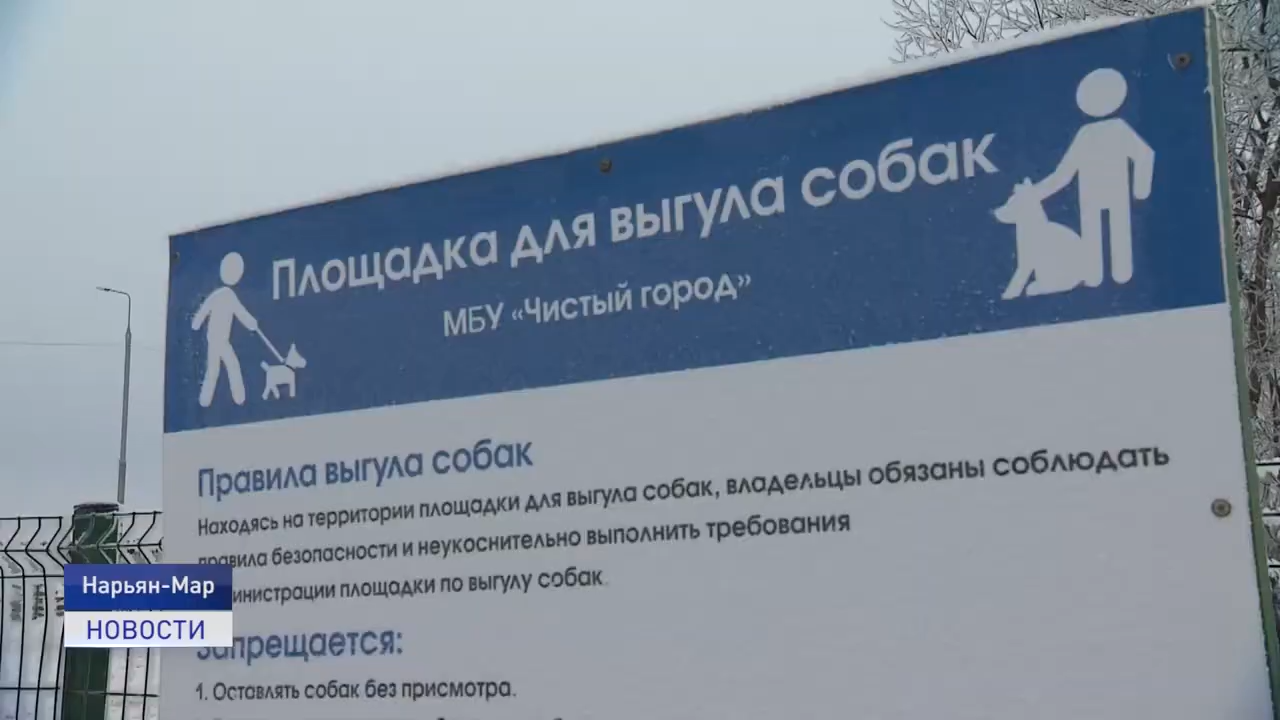 Площадка для выгула собак
МБУ «Чистый город»
Правила выгула собак
Находясь на территории площадки для выгула собак, владельцы обязаны соблюдать
правила безопасности и неукоснительно выполнить требования
площадки по выгулу собак.
Нарьян-Мар
НОВОСТИ
Запрещается:
1. Оставлять собак без присмотра.